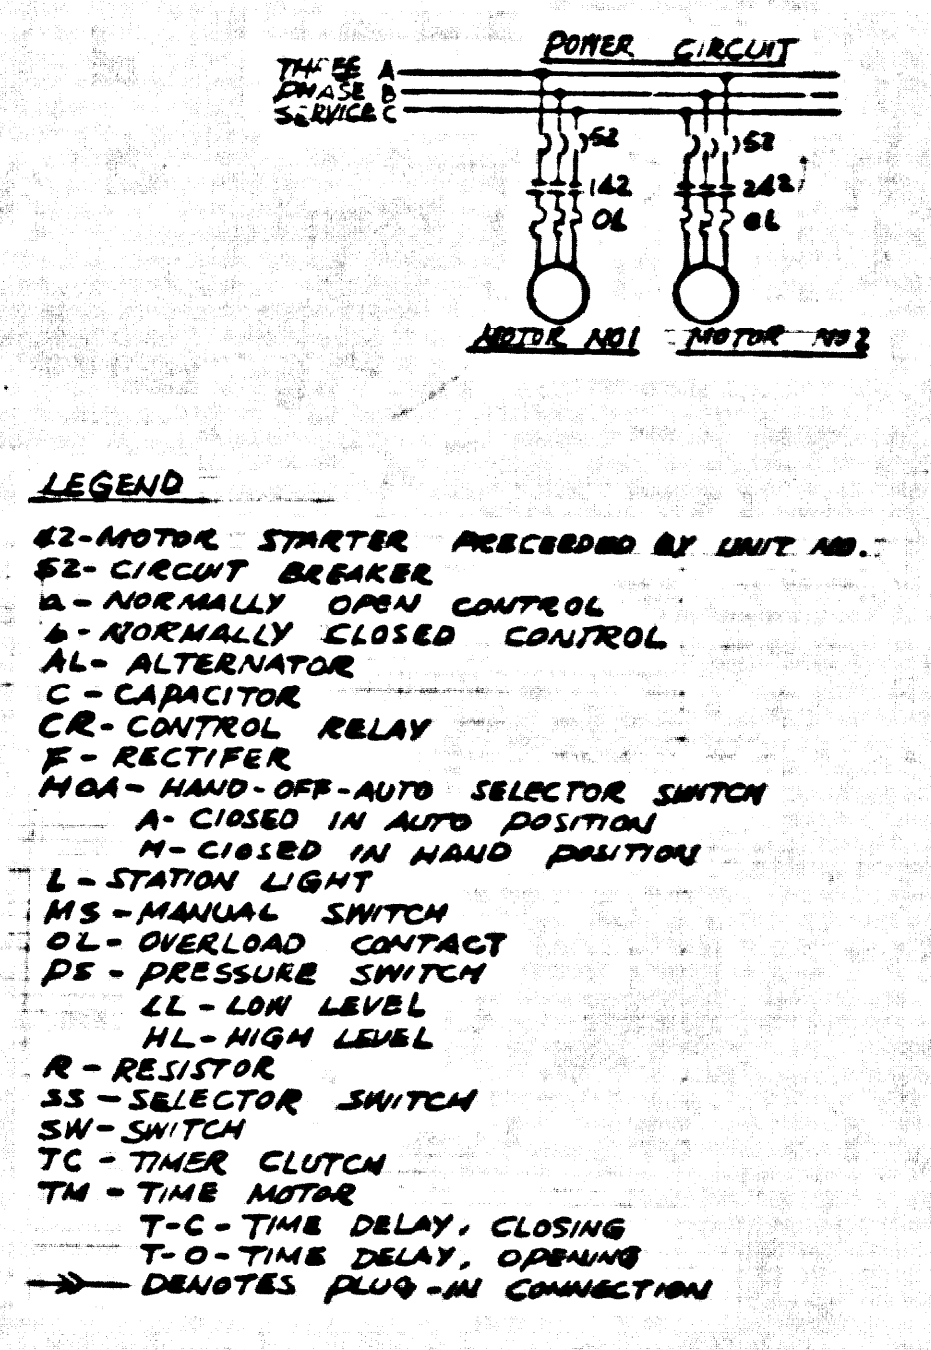 POWER CIRCUIT
THREE A
PHASE B
SERVICE C
52 52
142 242
OL OL
MOTOR NO1 MOTOR NO2
LEGEND
42-MOTOR STARTER PRECEEDED BY UNIT NO.
52-CIRCUIT BREAKER
a-NORMALLY OPEN CONTROL
b-NORMALLY CLOSED CONTROL
AL-ALTERNATOR
C-CAPACITOR
CR-CONTROL RELAY
F-RECTIFER
HOA-HAND-OFF-AUTO SELECTOR SWITCH
A-CLOSED IN AUTO POSITION
H-CLOSED IN HAND POSITION
L-STATION LIGHT
MS-MANUAL SWITCH
OL-OVERLOAD CONTACT
PS-PRESSURE SWITCH
LL-LOW LEVEL
HL-HIGH LEVEL
R-RESISTOR
SS-SELECTOR SWITCH
SW-SWITCH
TC-TIMER CLUTCH
TM-TIME MOTOR
T-C-TIME DELAY, CLOSING
T-O-TIME DELAY, OPENING
DENOTES PLUG-IN CONNECTION